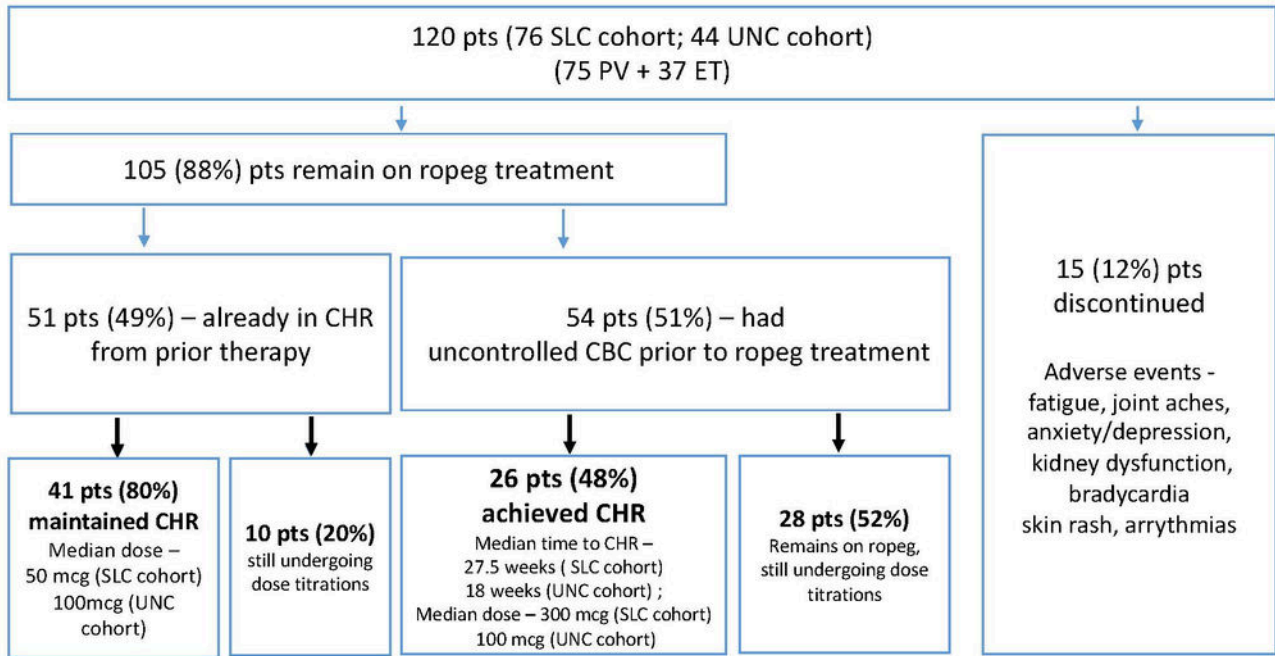 120 pts (76 SLC cohort; 44 UNC cohort)
(75 PV + 37 ET)
105 (88%) pts remain on ropeg treatment
51 pts (49%) – already in CHR
from prior therapy
54 pts (51%) – had
uncontrolled CBC prior to ropeg treatment
15 (12%) pts
discontinued
Adverse events -
fatigue, joint aches,
anxiety/depression,
kidney dysfunction,
bradycardia
skin rash, arrythmias
41 pts (80%)
maintained CHR
Median dose –
50 mcg (SLC cohort)
100mcg (UNC
cohort)
10 pts (20%)
still undergoing
dose titrations
26 pts (48%)
achieved CHR
Median time to CHR –
27.5 weeks ( SLC cohort)
18 weeks (UNC cohort) ;
Median dose – 300 mcg (SLC cohort)
100 mcg (UNC cohort)
28 pts (52%)
Remains on ropeg,
still undergoing dose
titrations